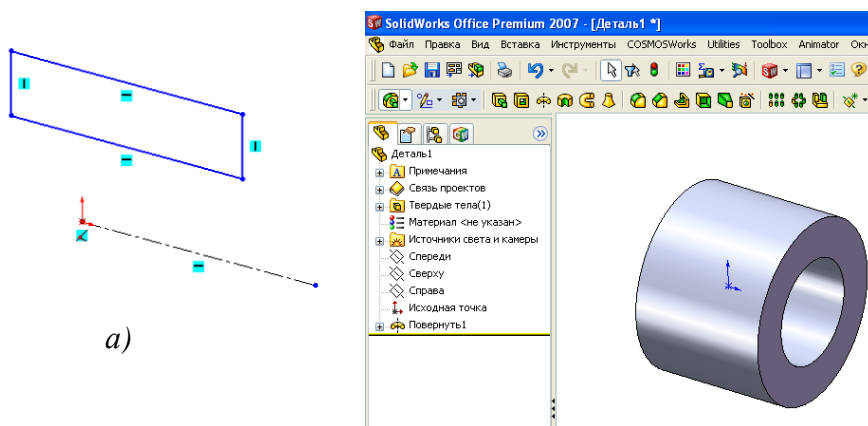 SolidWorks Office Premium 2007 - [Деталь1 *]
Файл Правка Вид Вставка Инструменты COSMOSWorks Utilities Toolbox Animator Окн
Деталь1
Примечания
Связь проектов
Твердые тела(1)
Материал <не указан>
Источники света и камеры
Спереди
Сверху
Справа
Исходная точка
Повернуть1
а)